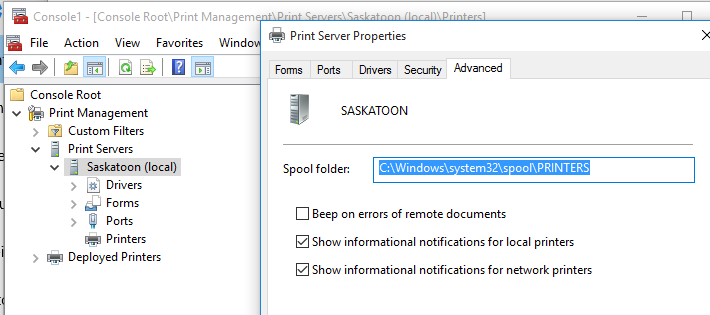 Console1 - [Console Root\Print Management\Print Servers\Saskatoon (local)\Printers]
File Action View Favorites Window
Console Root
Print Management
Custom Filters
Print Servers
Saskatoon (local)
Drivers
Forms
Ports
Printers
Deployed Printers
Print Server Properties
Forms Ports Drivers Security Advanced
SASKATOON
Spool folder: C:\Windows\system32\spool\PRINTERS
Beep on errors of remote documents
Show informational notifications for local printers
Show informational notifications for network printers